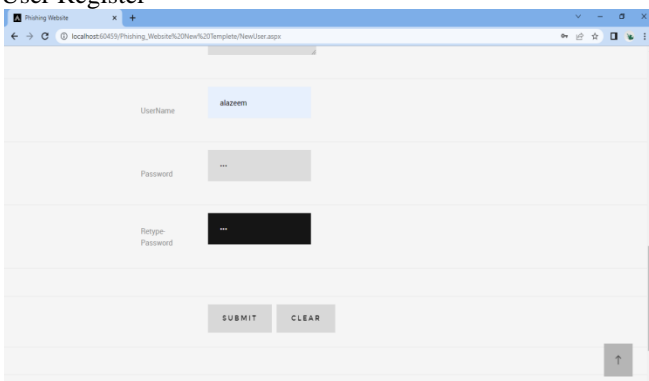 User Register
Phishing Website
localhost:60459/Phishing_Website%20New%20Templete/NewUser.aspx
UserName
alazeem
Password
•••
Retype-
Password
•••
SUBMIT CLEAR